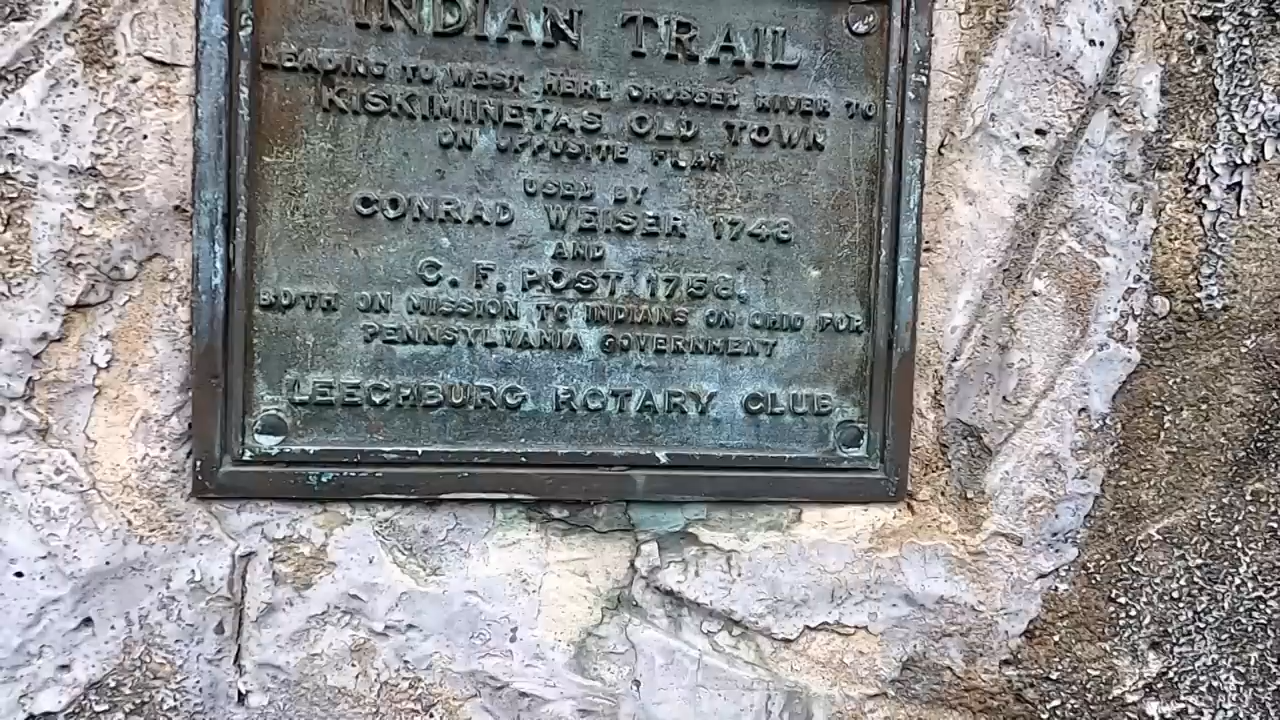 INDIAN TRAIL
LEADING TO WEST HERE CROSSED RIVER TO
KISKIMINETAS OLD TOWN
ON OPPOSITE FLAT
USED BY
CONRAD WEISER 1748
AND
C. F. POST 1758.
BOTH ON MISSION TO INDIANS ON OHIO FOR
PENNSYLVANIA GOVERNMENT
LEECHBURG ROTARY CLUB